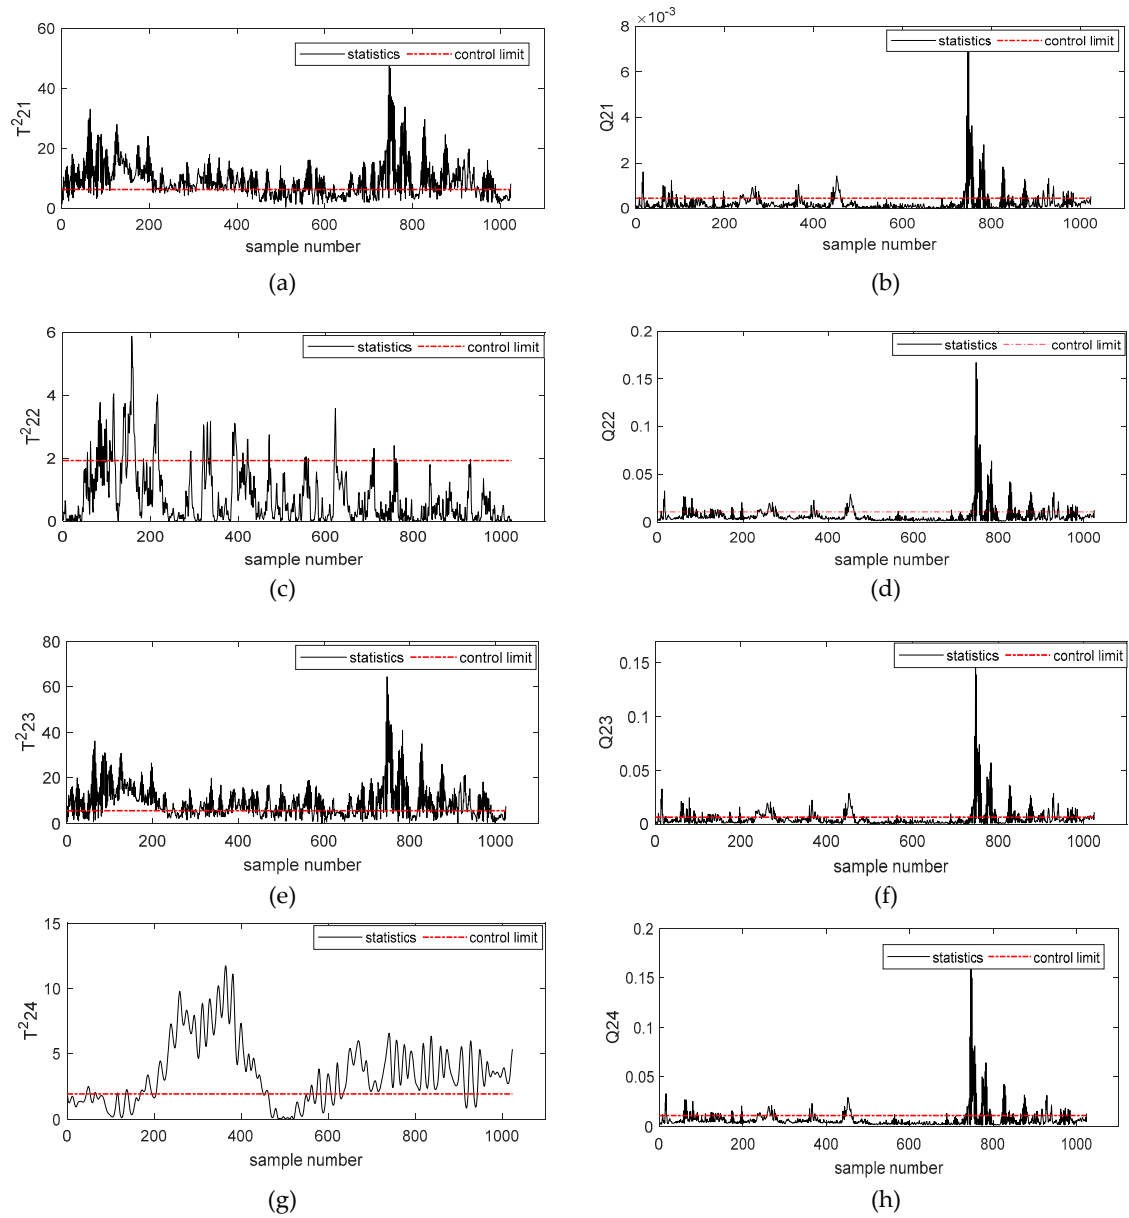 60
40
20
0
T²21
statistics
control limit
0 200 400 600 800 1000
sample number
(a)
×10⁻³
8
6
4
2
0
Q21
statistics
control limit
0 200 400 600 800 1000
sample number
(b)
6
4
2
0
T²22
statistics
control limit
0 200 400 600 800 1000
sample number
(c)
0.2
0.15
0.1
0.05
0
Q22
statistics
control limit
0 200 400 600 800 1000
sample number
(d)
80
60
40
20
0
T²23
statistics
control limit
0 200 400 600 800 1000
sample number
(e)
0.15
0.1
0.05
0
Q23
statistics
control limit
0 200 400 600 800 1000
sample number
(f)
15
10
5
0
T²24
statistics
control limit
0 200 400 600 800 1000
sample number
(g)
0.2
0.15
0.1
0.05
0
Q24
statistics
control limit
0 200 400 600 800 1000
sample number
(h)